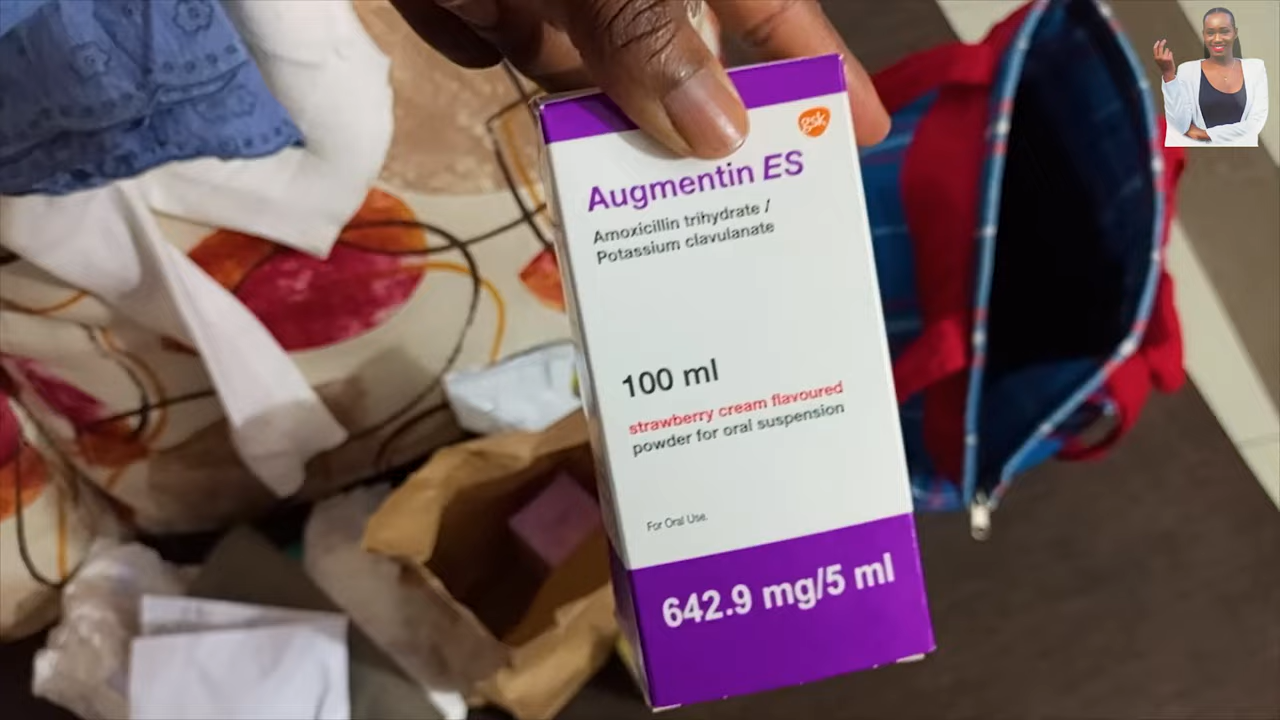 gsk
Augmentin ES
Amoxicillin trihydrate /
Potassium clavulanate
100 ml
strawberry cream flavoured
powder for oral suspension
For Oral Use.
642.9 mg/5 ml